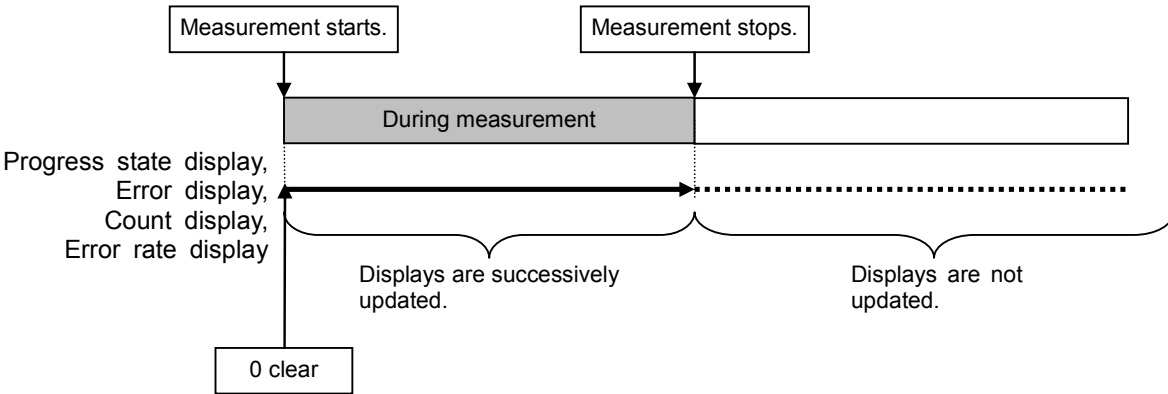 Measurement starts.
Measurement stops.
During measurement
Progress state display,
Error display,
Count display,
Error rate display
Displays are successively
updated.
Displays are not
updated.
0 clear